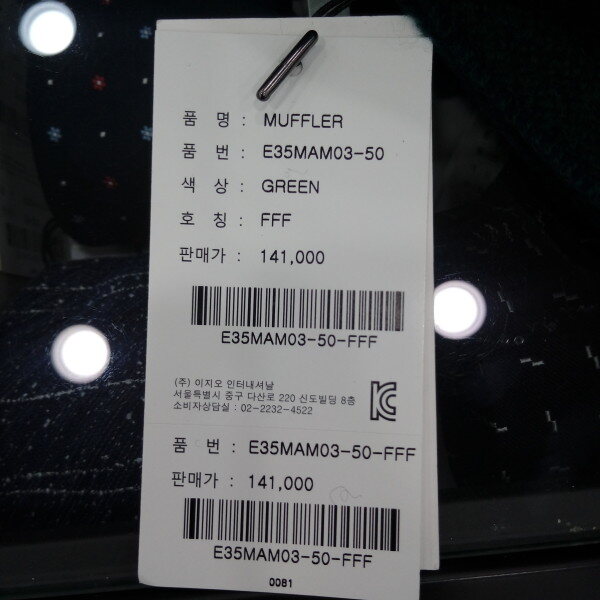 품 명 : MUFFLER
품 번 : E35MAM03-50
색 상 : GREEN
호 칭 : FFF
판매가 : 141,000
E35MAM03-50-FFF
(주) 이지오 인터내셔날
서울특별시 중구 다산로 220 신도빌딩 8층
소비자상담실 : 02-2232-4522
품 번 : E35MAM03-50-FFF
판매가 : 141,000
E35MAM03-50-FFF
0081